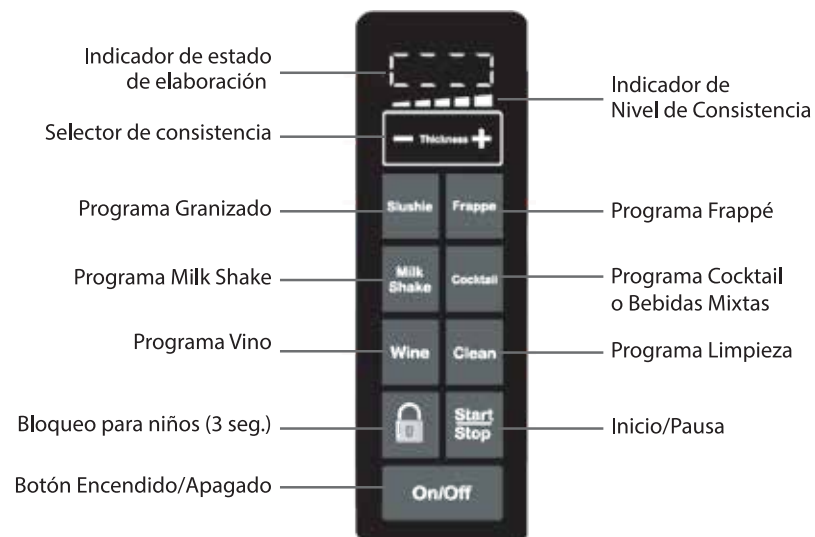 Indicador de estado
de elaboración
Indicador de
Nivel de Consistencia
Selector de consistencia
Thickness
Programa Granizado
Slushie
Frappe
Programa Frappé
Programa Milk Shake
Milk
Shake
Cocktail
Programa Cocktail
o Bebidas Mixtas
Programa Vino
Wine
Clean
Programa Limpieza
Bloqueo para niños (3 seg.)
Start
Stop
Inicio/Pausa
Botón Encendido/Apagado
On/Off